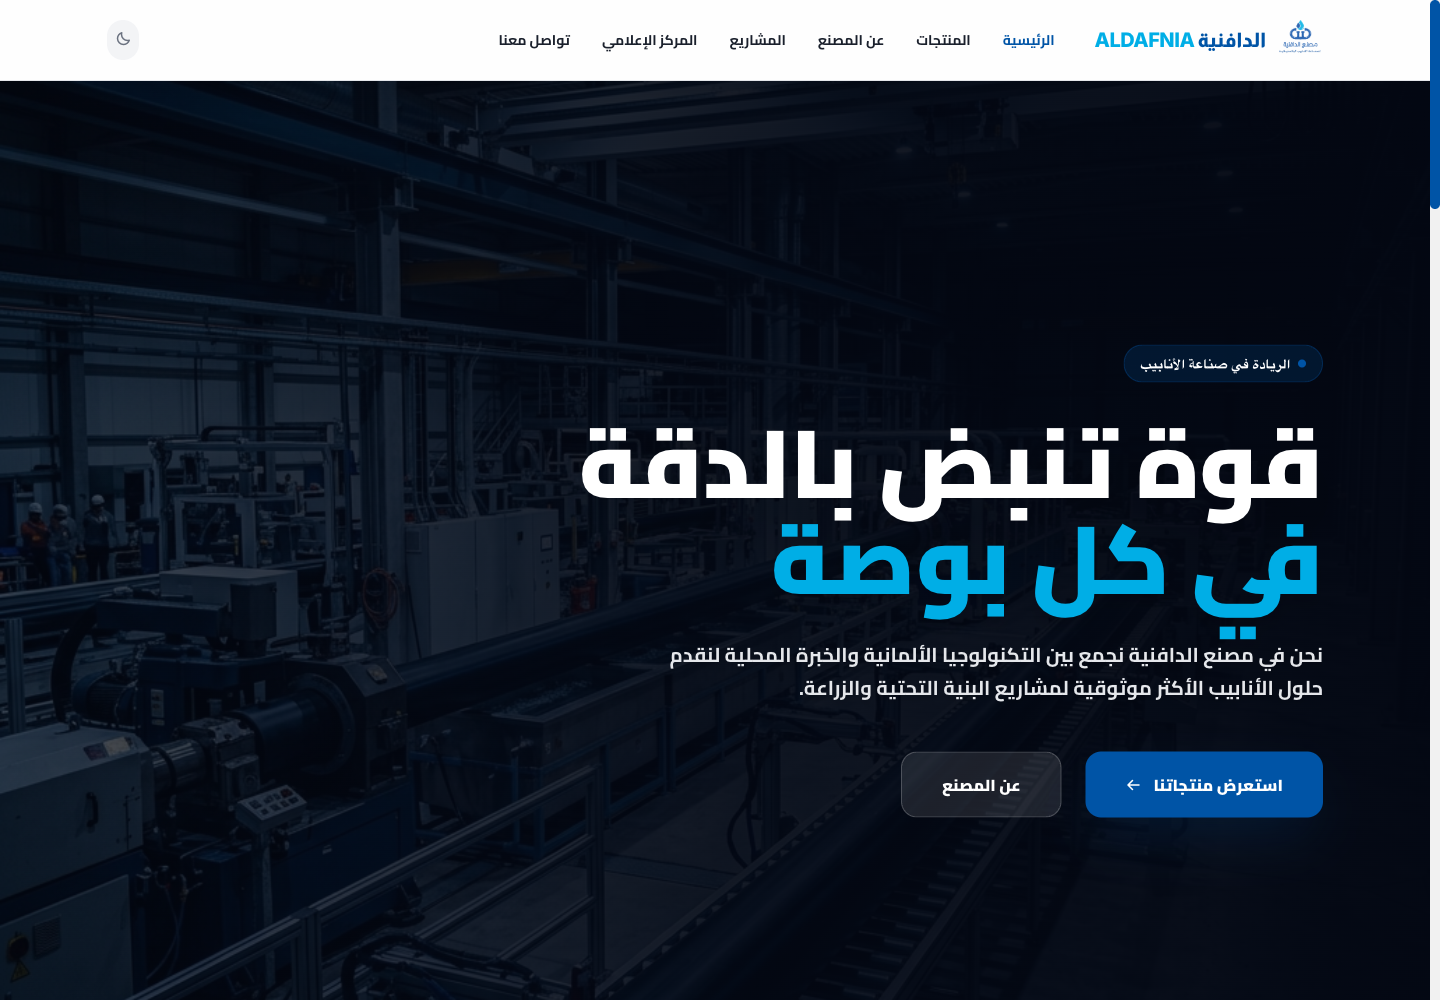 مصنع الدافنية
الدافنية ALDAFNIA
الرئيسية
المنتجات
عن المصنع
المشاريع
المركز الإعلامي
تواصل معنا
الريادة في صناعة الأنابيب
قوة تنبض بالدقة
في كل بوصة
نحن في مصنع الدافنية نجمع بين التكنولوجيا الألمانية والخبرة المحلية لنقدم
حلول الأنابيب الأكثر موثوقية لمشاريع البنية التحتية والزراعة.
استعرض منتجاتنا ←
عن المصنع